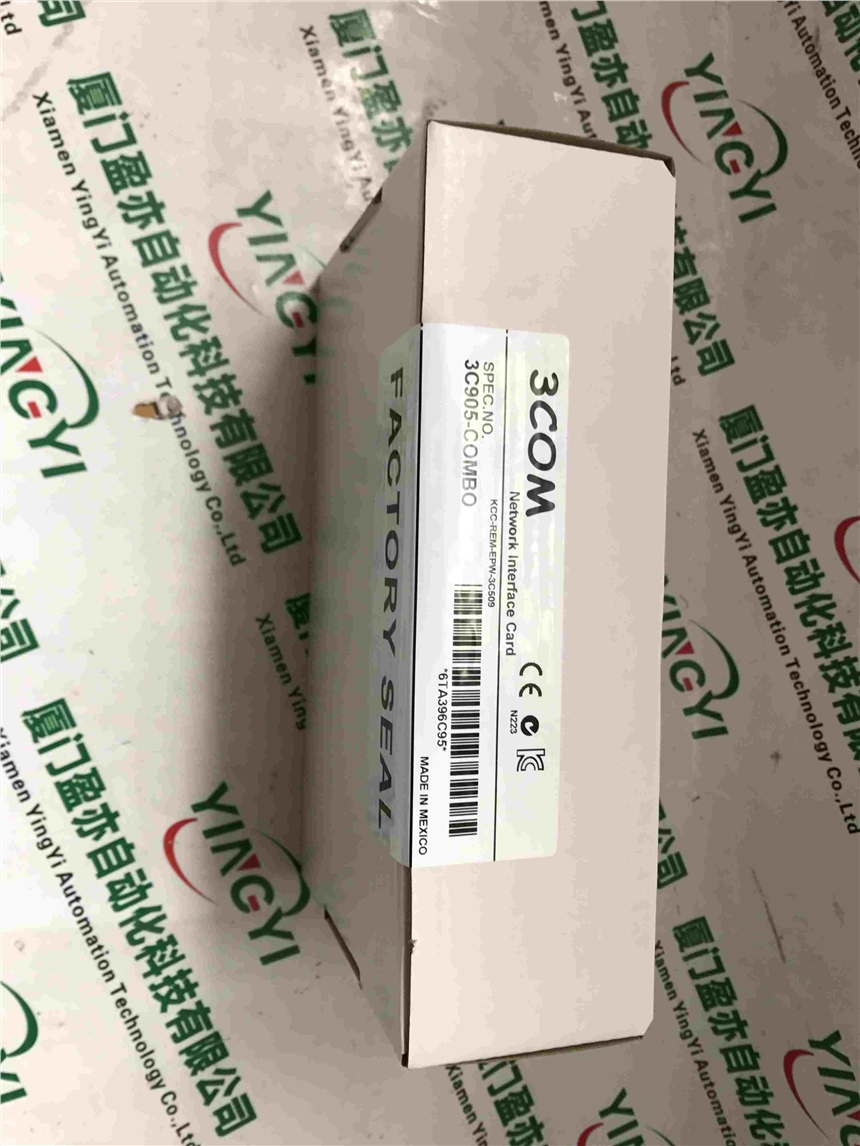 3COM
Network Interface Card
KCC-REM-EPW-3C509
CE
N223
SPEC.NO.
3C905-COMBO
*6TA396C95*
MADE IN MEXICO
FACTORY SEAL
YINGYI
厦门盈亦自动化科技有限公司
Xiamen YingYi Automation Technology Co.,Ltd